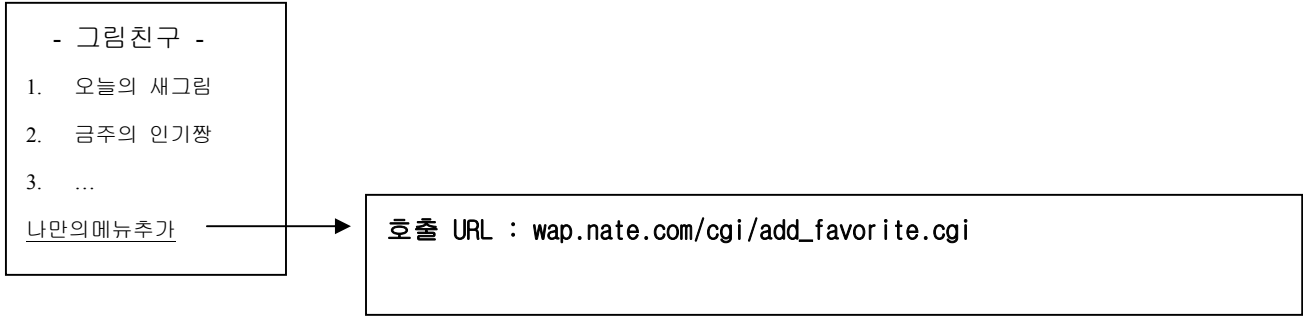 - 그림친구 -
1. 오늘의 새그림
2. 금주의 인기짱
3. …
나만의메뉴추가
호출 URL : wap.nate.com/cgi/add_favorite.cgi